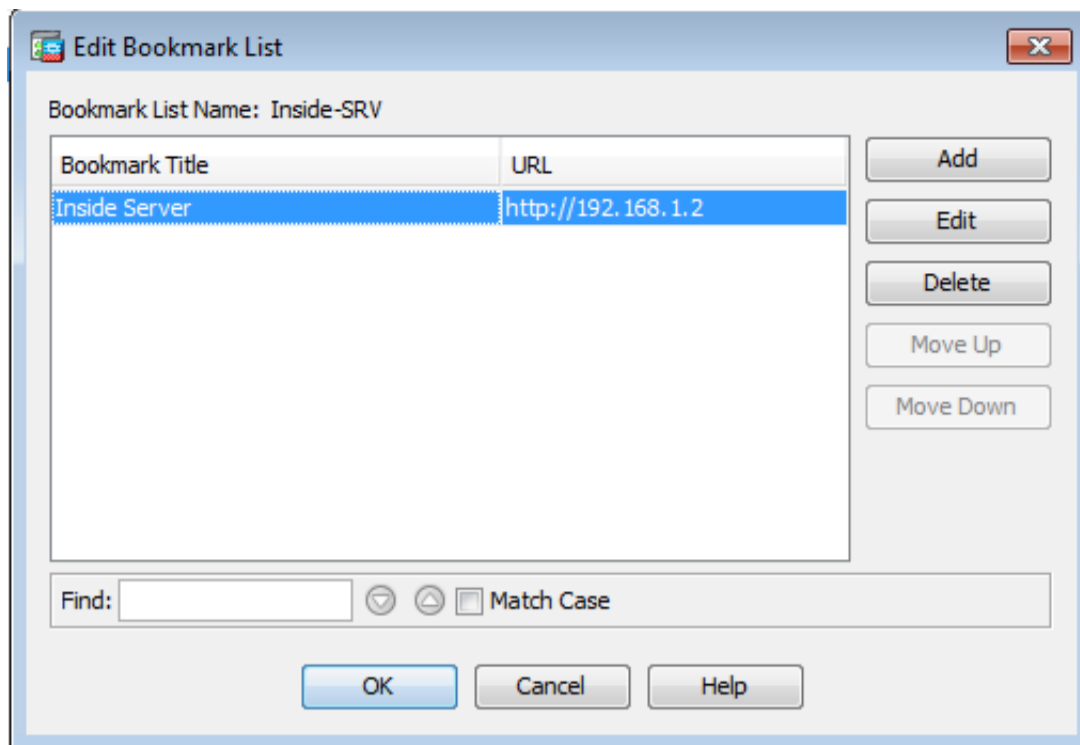 Edit Bookmark List
Bookmark List Name: Inside-SRV
Bookmark Title URL
Inside Server http://192.168.1.2
Add
Edit
Delete
Move Up
Move Down
Find: Match Case
OK Cancel Help